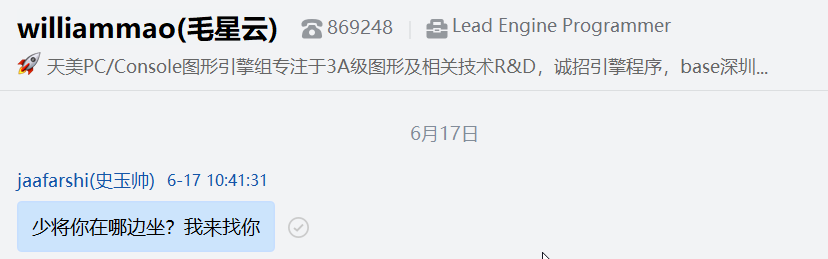 williammao(毛星云) 869248 Lead Engine Programmer
天美PC/Console图形引擎组专注于3A级图形及相关技术R&D，诚招引擎程序，base深圳...
6月17日
jaafarshi(史玉帅) 6-17 10:41:31
少将你在哪边坐？我来找你